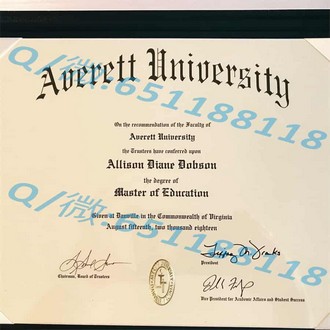 Averett University
On the recommendation of the Faculty of
Averett University
the Trustees have conferred upon
Allison Diane Dobson
the degree of
Master of Education
Given at Danville in the Commonwealth of Virginia
August fifteenth, two thousand eighteen
Chairman, Board of Trustees
President
Vice President for Academic Affairs and Student Success
Q/微:651188118
Q/微:651188118
Q/微:651188118